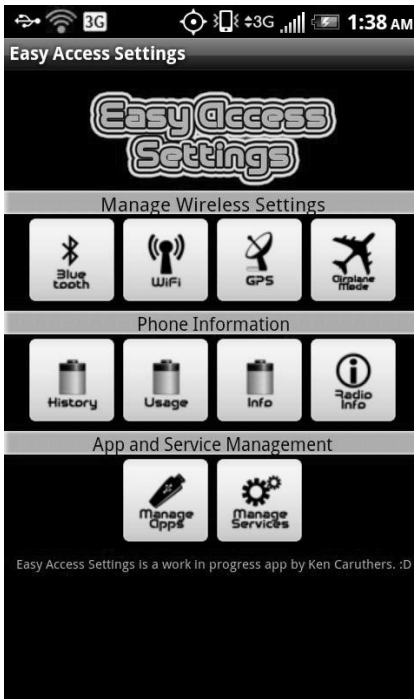 3G 3G 1:38 AM
Easy Access Settings
Easy Access
Settings
Manage Wireless Settings
Blue
tooth
WiFi
GPS
Airplane
Mode
Phone Information
History
Usage
Info
Radio
Info
App and Service Management
Manage
Apps
Manage
Services
Easy Access Settings is a work in progress app by Ken Caruthers. :D